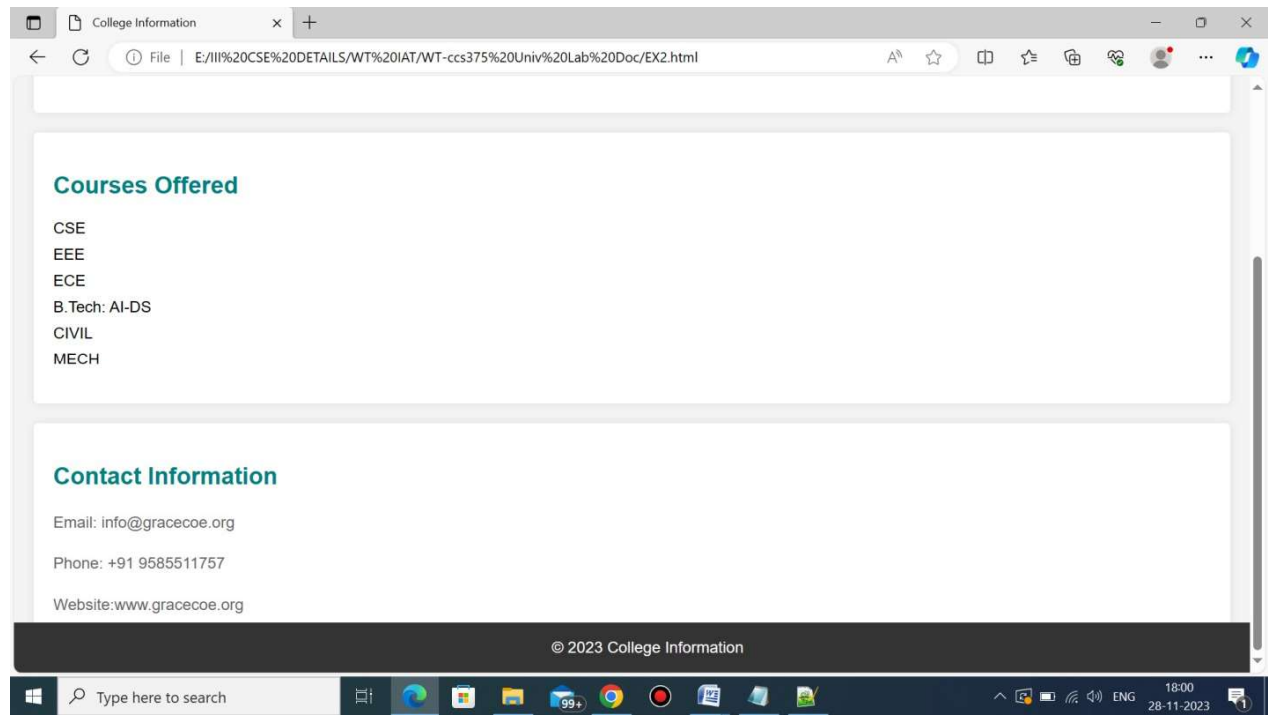 College Information
File | E:/III%20CSE%20DETAILS/WT%20IAT/WT-ccs375%20Univ%20Lab%20Doc/EX2.html
Courses Offered
CSE
EEE
ECE
B.Tech: AI-DS
CIVIL
MECH
Contact Information
Email: info@gracecoe.org
Phone: +91 9585511757
Website:www.gracecoe.org
© 2023 College Information
Type here to search
99+
ENG
18:00
28-11-2023
1